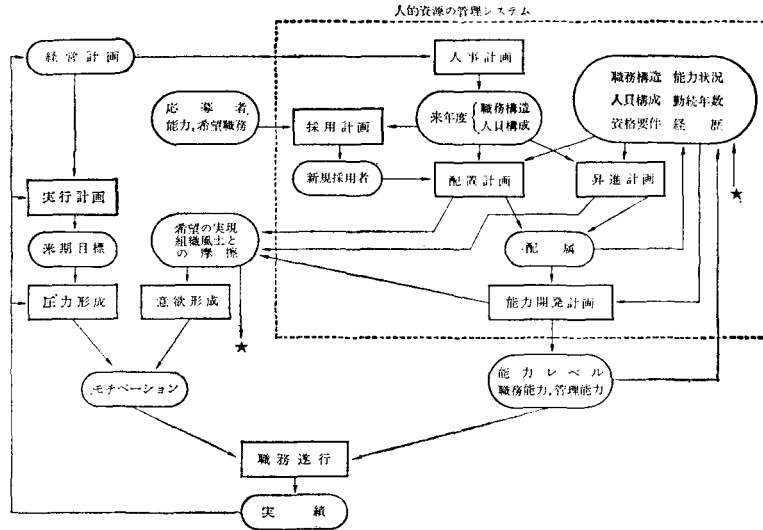 人的資源の管理システム
経営計画
人事計画
職務構造 能力状況
人員構成 勤続年数
資格要件 経歴
応募者
能力,希望職務
採用計画
来年度
職務構造
人員構成
新規採用者
配置計画
昇進計画
★
実行計画
希望の実現
組織風土と
の摩擦
来期目標
配属
圧力形成
意欲形成
能力開発計画
★
モチベーション
能力レベル
職務能力,管理能力
職務遂行
実績